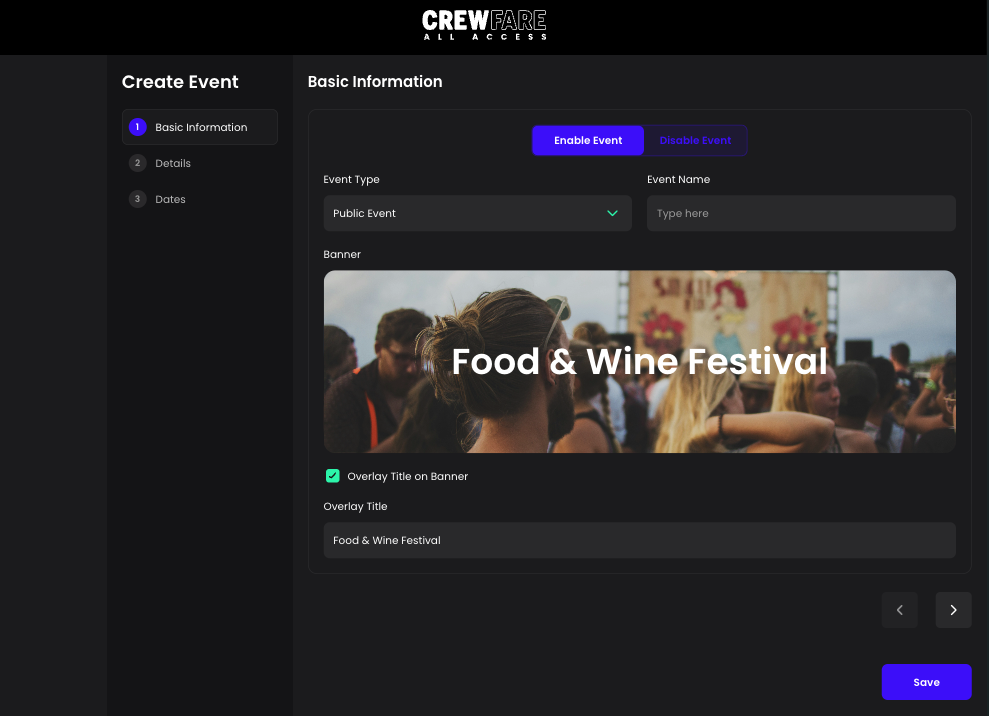 CREWFARE
ALL ACCESS
Create Event
1 Basic Information
2 Details
3 Dates
Basic Information
Enable Event Disable Event
Event Type Event Name
Public Event Type here
Banner
Food & Wine Festival
Overlay Title on Banner
Overlay Title
Food & Wine Festival
Save